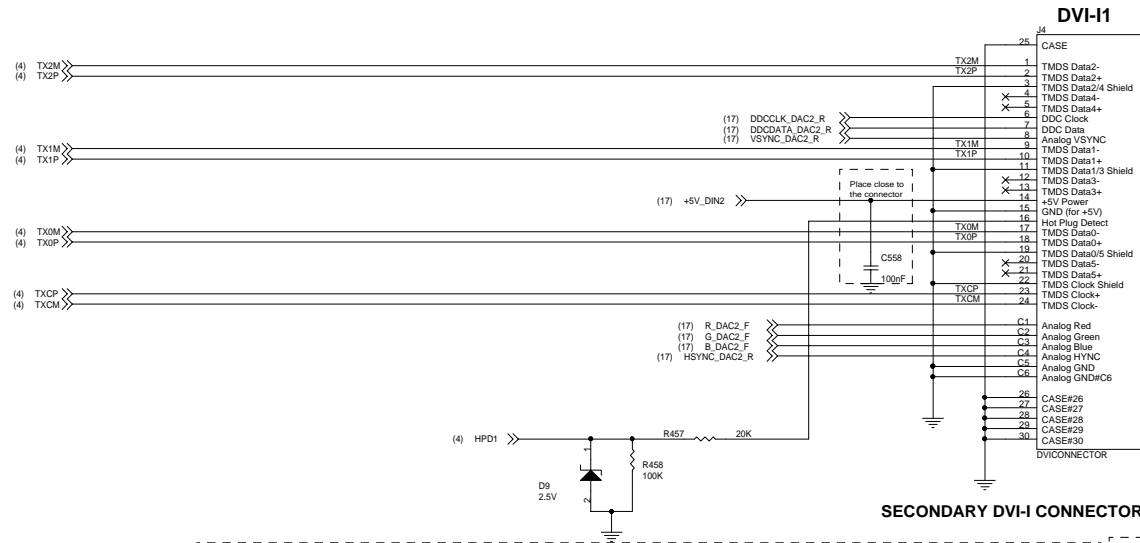 DVI-I1
J4
25 CASE
(4) TX2M TX2M 1 TMDS Data2-
(4) TX2P TX2P 2 TMDS Data2+
3 TMDS Data2/4 Shield
4 TMDS Data4-
5 TMDS Data4+
(17) DDCCLK_DAC2_R 6 DDC Clock
(17) DDCDATA_DAC2_R 7 DDC Data
(17) VSYNC_DAC2_R 8 Analog VSYNC
(4) TX1M TX1M 9 TMDS Data1-
(4) TX1P TX1P 10 TMDS Data1+
11 TMDS Data1/3 Shield
12 TMDS Data3-
13 TMDS Data3+
Place close to
the connector
(17) +5V_DIN2 14 +5V Power
15 GND (for +5V)
16 Hot Plug Detect
(4) TX0M TX0M 17 TMDS Data0-
(4) TX0P TX0P 18 TMDS Data0+
19 TMDS Data0/5 Shield
C558
20 TMDS Data5-
21 TMDS Data5+
100nF
22 TMDS Clock Shield
(4) TXCP TXCP 23 TMDS Clock+
(4) TXCM TXCM 24 TMDS Clock-
(17) R_DAC2_F C1 Analog Red
(17) G_DAC2_F C2 Analog Green
(17) B_DAC2_F C3 Analog Blue
(17) HSYNC_DAC2_R C4 Analog HYNC
C5 Analog GND
C6 Analog GND#C6
26 CASE#26
27 CASE#27
28 CASE#28
29 CASE#29
30 CASE#30
DVICONNECTOR
(4) HPD1 R457 20K
1
R458
100K
D9
2.5V
2
SECONDARY DVI-I CONNECTOR